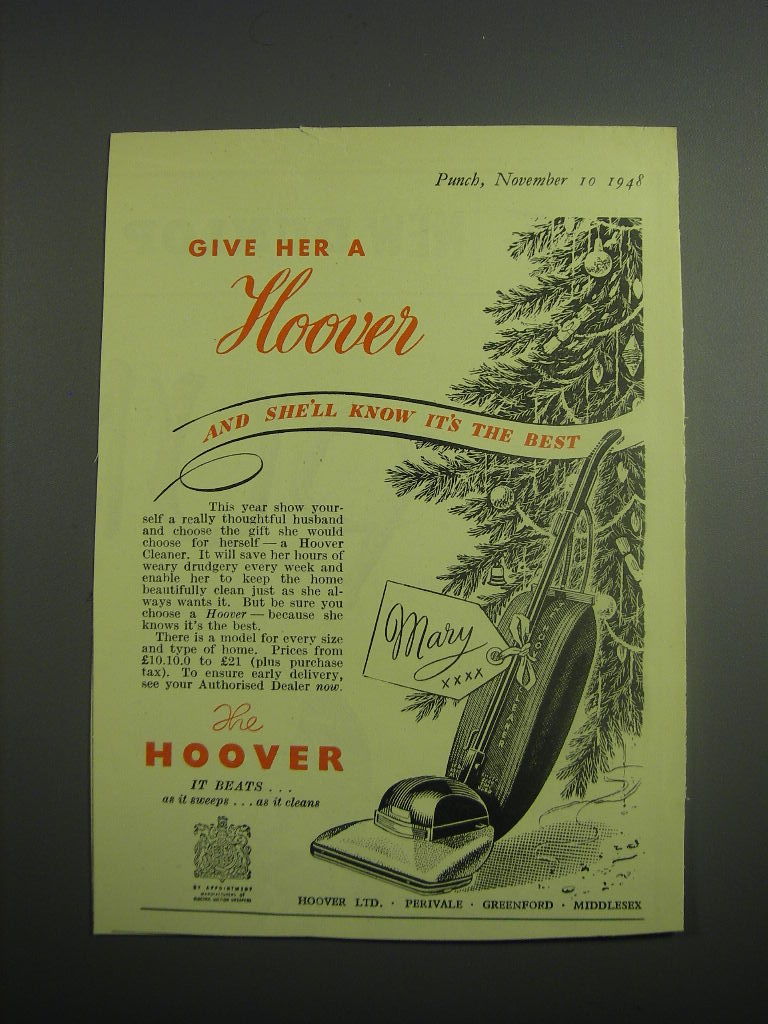 Punch, November 10 1948
GIVE HER A
Hoover
AND SHE'LL KNOW IT'S THE BEST
This year show your-
self a really thoughtful husband
and choose the gift she would
choose for herself — a Hoover
Cleaner. It will save her hours of
weary drudgery every week and
enable her to keep the home
beautifully clean just as she al-
ways wants it. But be sure you
choose a Hoover — because she
knows it's the best.
There is a model for every size
and type of home. Prices from
£10.10.0 to £21 (plus purchase
tax). To ensure early delivery,
see your Authorised Dealer now.
Mary
xxxx
The
HOOVER
IT BEATS . . .
as it sweeps . . . as it cleans
BY APPOINTMENT
MANUFACTURERS OF
HOOVER LTD. · PERIVALE · GREENFORD · MIDDLESEX